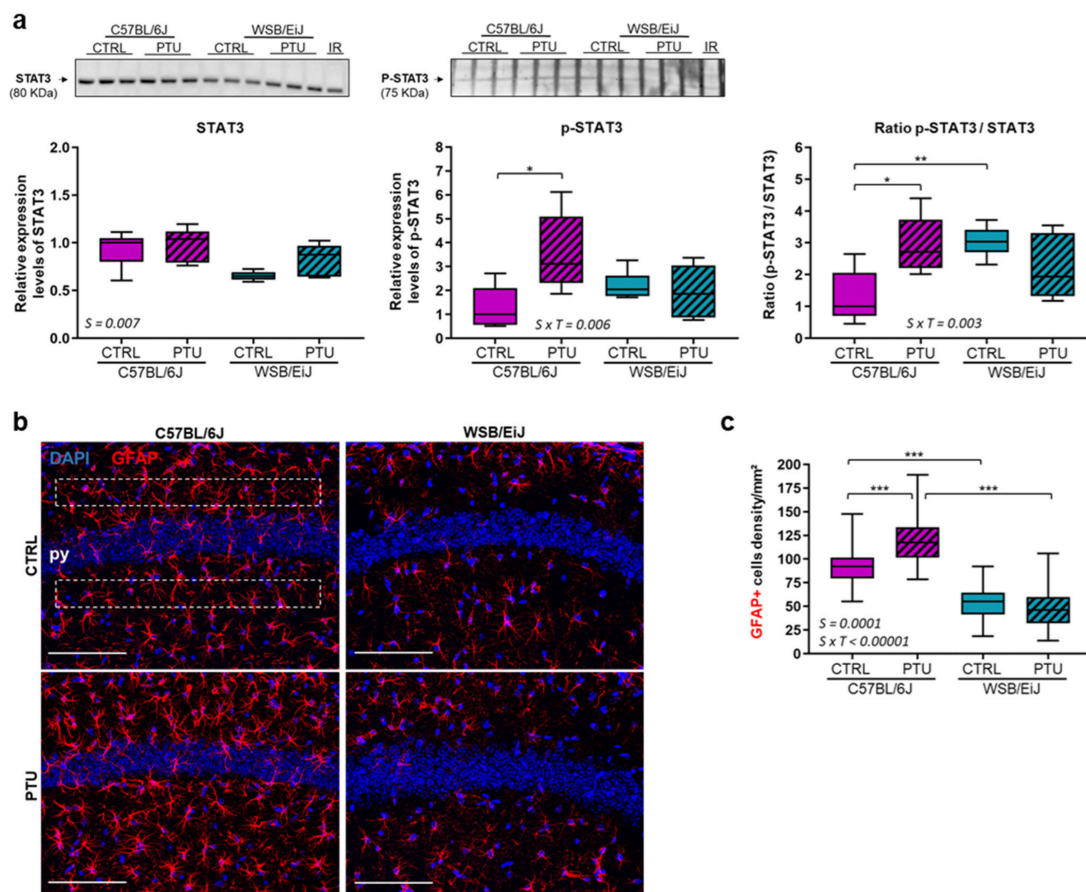 a
C57BL/6J WSB/EiJ
CTRL PTU CTRL PTU IR
STAT3
(80 KDa)
C57BL/6J WSB/EiJ
CTRL PTU CTRL PTU IR
P-STAT3
(75 KDa)
STAT3
Relative expression
levels of STAT3
2.0
1.5
1.0
0.5
0.0
S = 0.007
CTRL PTU CTRL PTU
C57BL/6J WSB/EiJ
p-STAT3
Relative expression
levels of p-STAT3
8
7
6
5
4
3
2
1
0
*
S x T = 0.006
CTRL PTU CTRL PTU
C57BL/6J WSB/EiJ
Ratio p-STAT3 / STAT3
Ratio (p-STAT3 / STAT3)
6
5
4
3
2
1
0
**
*
S x T = 0.003
CTRL PTU CTRL PTU
C57BL/6J WSB/EiJ
b
C57BL/6J WSB/EiJ
DAPI GFAP
CTRL
py
PTU
c
GFAP+ cells density/mm²
200
175
150
125
100
75
50
25
0
***
*** ***
S = 0.0001
S x T < 0.00001
CTRL PTU CTRL PTU
C57BL/6J WSB/EiJ